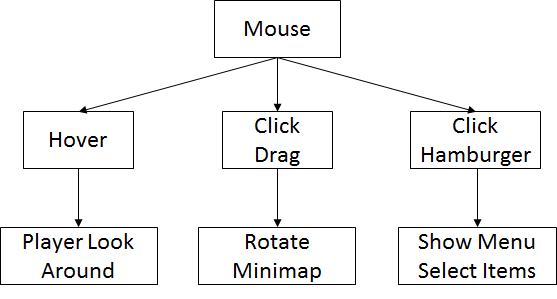 Mouse
Hover
Click
Drag
Click
Hamburger
Player Look
Around
Rotate
Minimap
Show Menu
Select Items